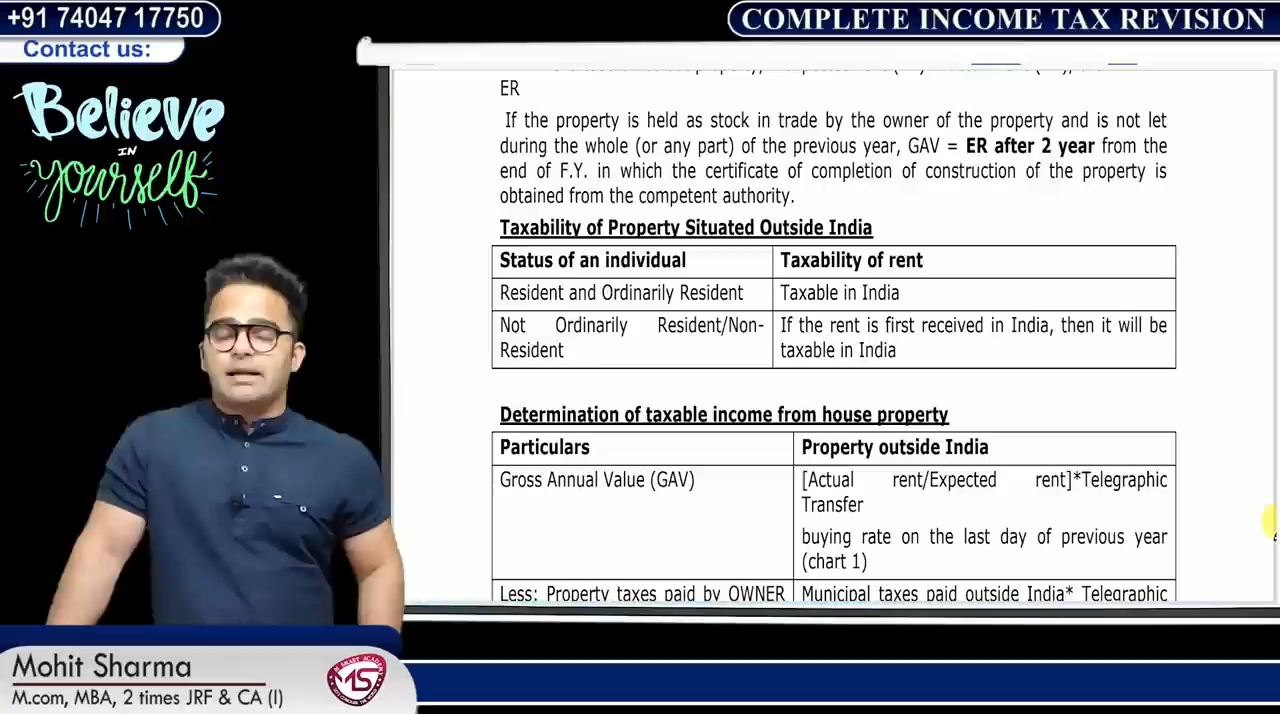 +91 74047 17750
Contact us:
COMPLETE INCOME TAX REVISION
Believe
IN
yourself
ER
If the property is held as stock in trade by the owner of the property and is not let
during the whole (or any part) of the previous year, GAV = ER after 2 year from the
end of F.Y. in which the certificate of completion of construction of the property is
obtained from the competent authority.
Taxability of Property Situated Outside India
Status of an individual
Taxability of rent
Resident and Ordinarily Resident
Taxable in India
Not Ordinarily Resident/Non-
Resident
If the rent is first received in India, then it will be
taxable in India
Determination of taxable income from house property
Particulars
Property outside India
Gross Annual Value (GAV)
[Actual rent/Expected rent]*Telegraphic
Transfer
buying rate on the last day of previous year
(chart 1)
Less: Property taxes paid by OWNER
Municipal taxes paid outside India* Telegraphic
Mohit Sharma
M.com, MBA, 2 times JRF & CA (I)
M SMART ACADEMY
MS